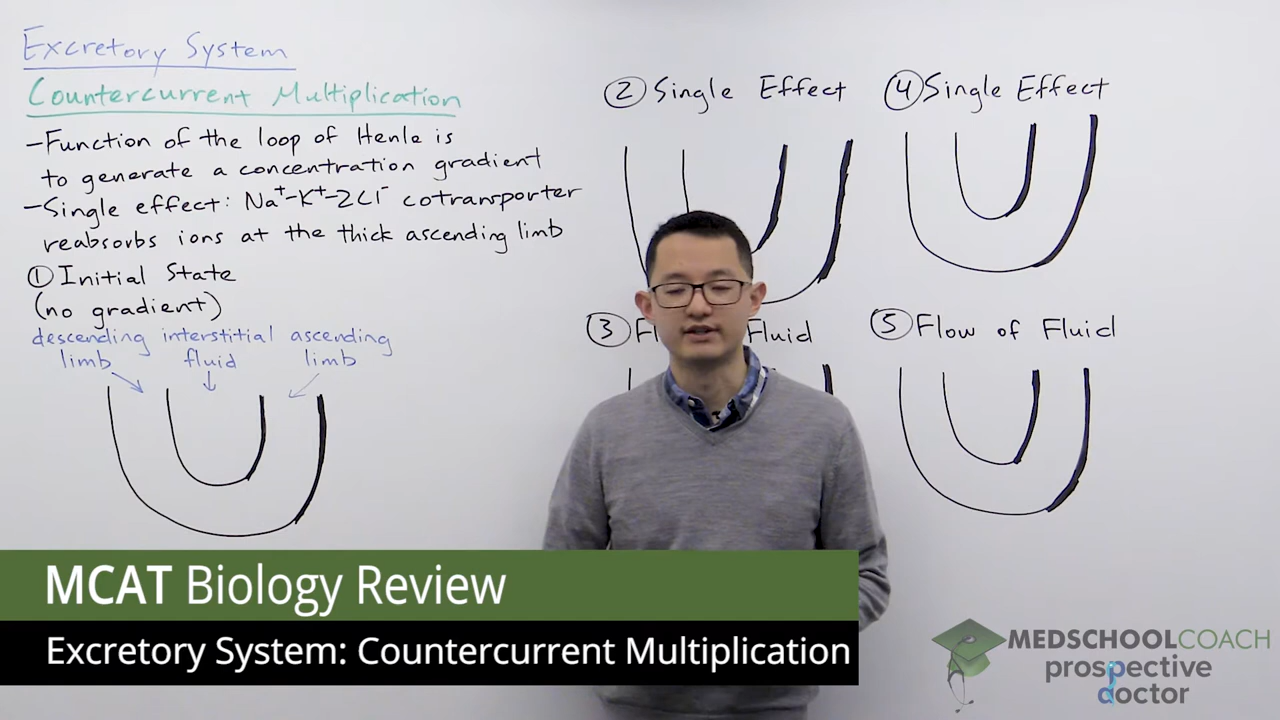 Excretory System
Countercurrent Multiplication
-Function of the loop of Henle is
to generate a concentration gradient
-Single effect: Na⁺-K⁺-2Cl⁻ cotransporter
reabsorbs ions at the thick ascending limb
① Initial State
(no gradient)
descending interstitial ascending
limb fluid limb
② Single Effect
③ Fluid
④ Single Effect
⑤ Flow of Fluid
MCAT Biology Review
Excretory System: Countercurrent Multiplication
MEDSCHOOLCOACH
prospective
doctor